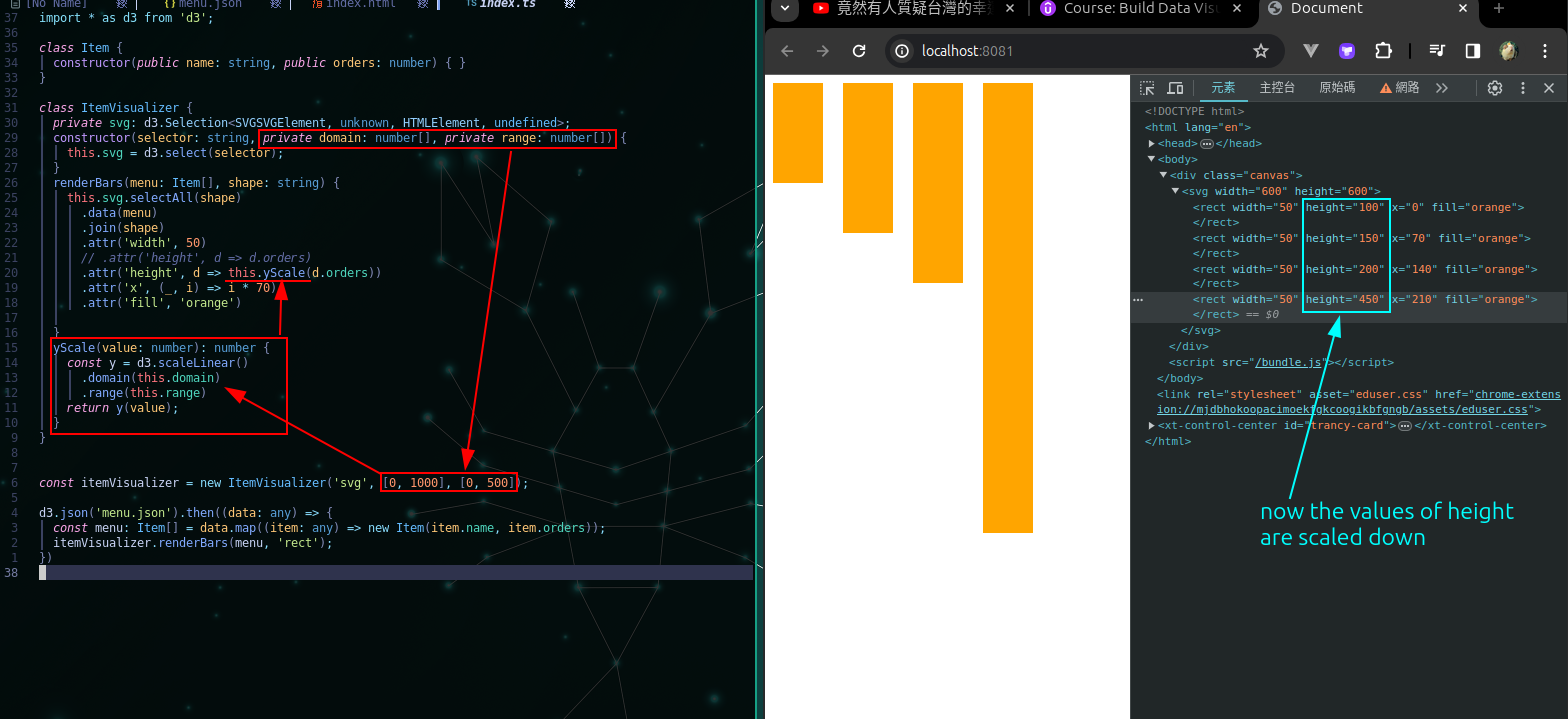 [No Name]
{} menu.json
index.html
TS index.ts
37 import * as d3 from 'd3';
36
35 class Item {
34 constructor(public name: string, public orders: number) { }
33 }
32
31 class ItemVisualizer {
30 private svg: d3.Selection<SVGSVGElement, unknown, HTMLElement, undefined>;
29 constructor(selector: string, private domain: number[], private range: number[]) {
28 this.svg = d3.select(selector);
27 }
26 renderBars(menu: Item[], shape: string) {
25 this.svg.selectAll(shape)
24 .data(menu)
23 .join(shape)
22 .attr('width', 50)
21 // .attr('height', d => d.orders)
20 .attr('height', d => this.yScale(d.orders))
19 .attr('x', (_, i) => i * 70)
18 .attr('fill', 'orange')
17
16 }
15 yScale(value: number): number {
14 const y = d3.scaleLinear()
13 .domain(this.domain)
12 .range(this.range)
11 return y(value);
10 }
9 }
8
7
6 const itemVisualizer = new ItemVisualizer('svg', [0, 1000], [0, 500]);
5
4 d3.json('menu.json').then((data: any) => {
3 const menu: Item[] = data.map((item: any) => new Item(item.name, item.orders));
2 itemVisualizer.renderBars(menu, 'rect');
1 })
38
竟然有人質疑台灣的幸
Course: Build Data Visu
Document
localhost:8081
元素 主控台 原始碼 網路
<!DOCTYPE html>
<html lang="en">
<head> ••• </head>
<body>
<div class="canvas">
<svg width="600" height="600">
<rect width="50" height="100" x="0" fill="orange">
</rect>
<rect width="50" height="150" x="70" fill="orange">
</rect>
<rect width="50" height="200" x="140" fill="orange">
</rect>
<rect width="50" height="450" x="210" fill="orange">
</rect> == $0
</svg>
</div>
<script src="/bundle.js"></script>
</body>
<link rel="stylesheet" asset="eduser.css" href="chrome-exten
sion://mjdbhokoopacimoekfgkcoogikbfgngb/assets/eduser.css">
<xt-control-center id="trancy-card"> ••• </xt-control-center>
</html>
now the values of height
are scaled down